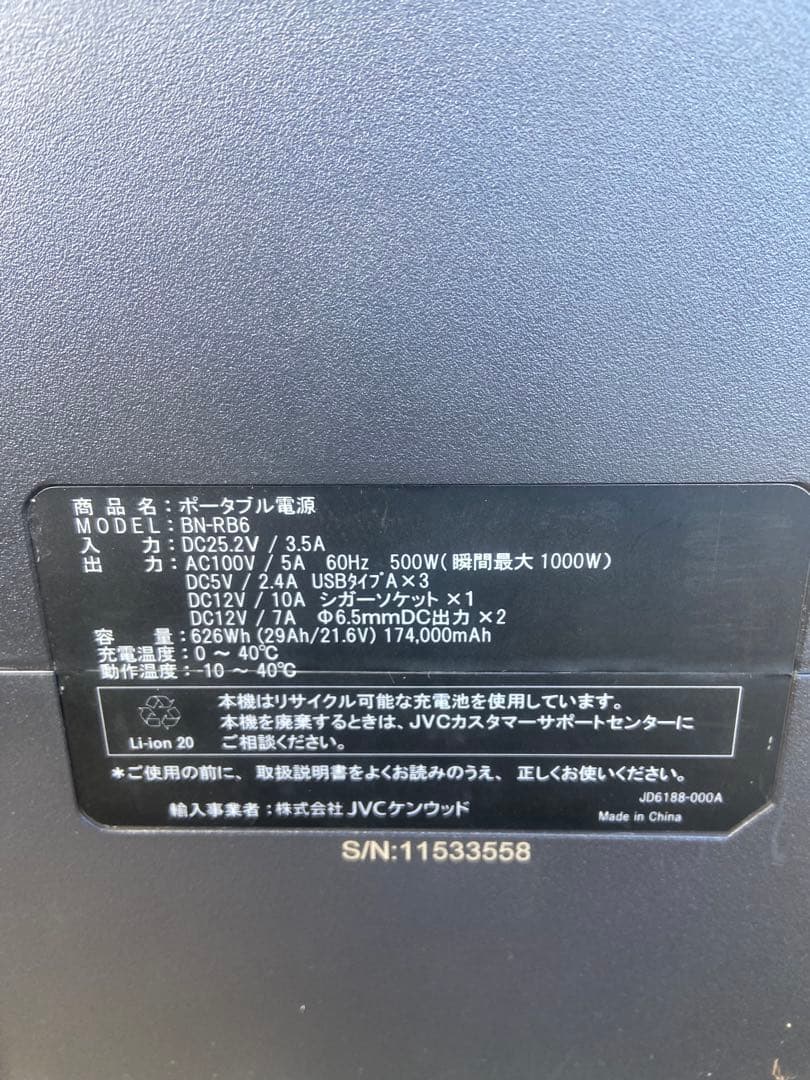 商品名：ポータブル電源
MODEL：BN-RB6
入力：DC25.2V / 3.5A
出力：AC100V / 5A 60Hz 500W(瞬間最大1000W)
DC5V / 2.4A USBﾀｲﾌﾟA×3
DC12V / 10A シガーソケット×1
DC12V / 7A Φ6.5mmDC出力×2
容量：626Wh (29Ah/21.6V) 174,000mAh
充電温度：0 ～ 40℃
動作温度：-10 ～ 40℃
本機はリサイクル可能な充電池を使用しています。
本機を廃棄するときは、JVCカスタマーサポートセンターに
Li-ion 20 ご相談ください。
＊ご使用の前に、取扱説明書をよくお読みのうえ、正しくお使いください。
JD6188-000A
輸入事業者；株式会社 JVCケンウッド
Made in China
S/N:11533558